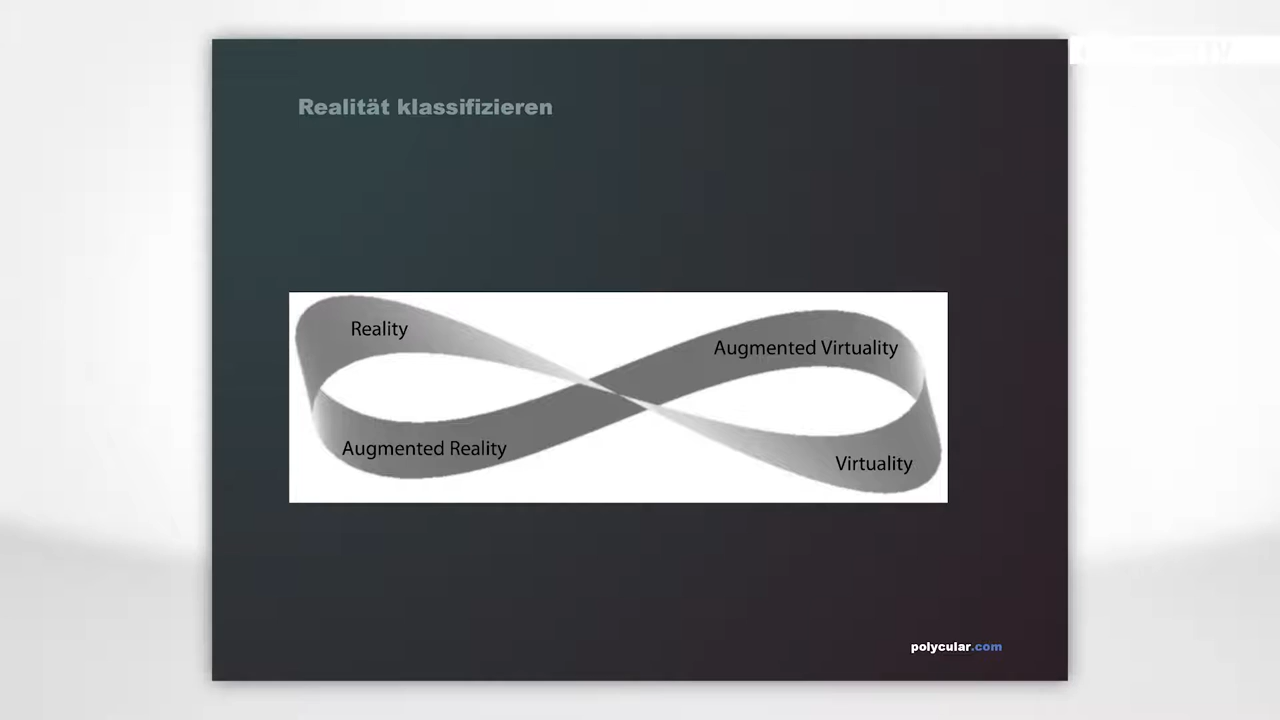 Realität klassifizieren
Reality
Augmented Virtuality
Augmented Reality
Virtuality
polycular.com